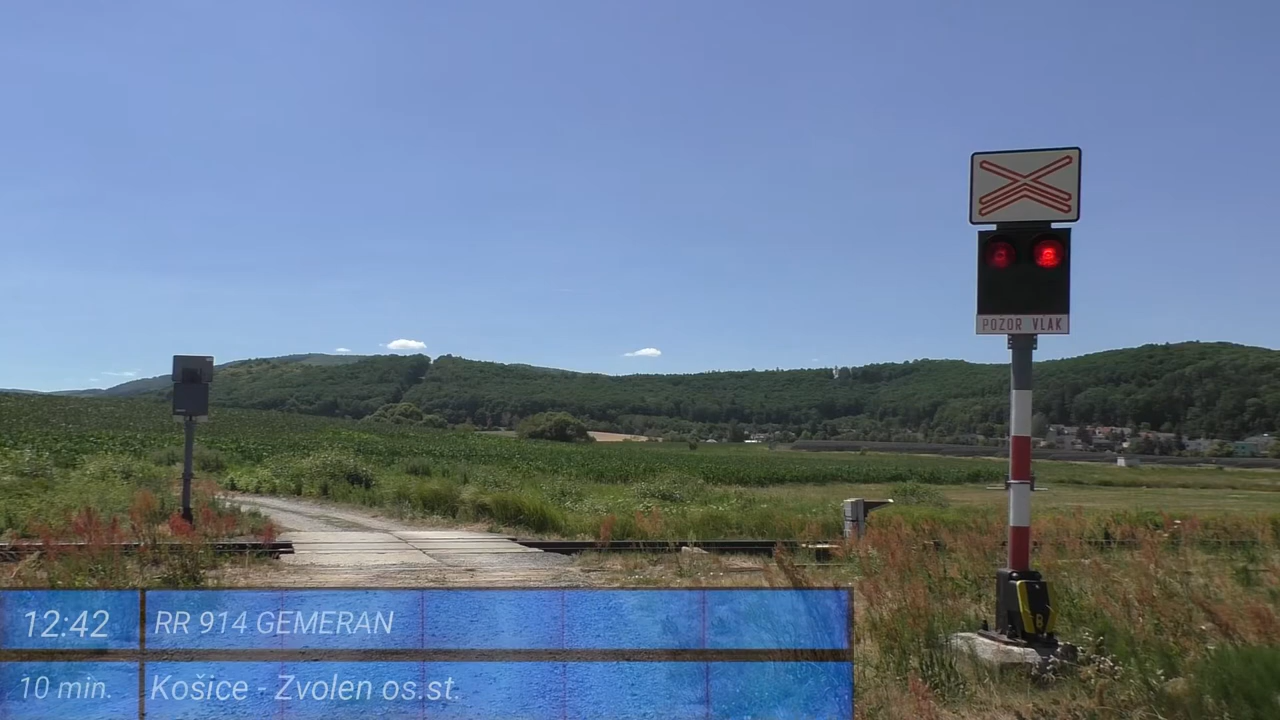 POZOR VLAK
B
12:42 RR 914 GEMERAN
10 min. Košice - Zvolen os.st.